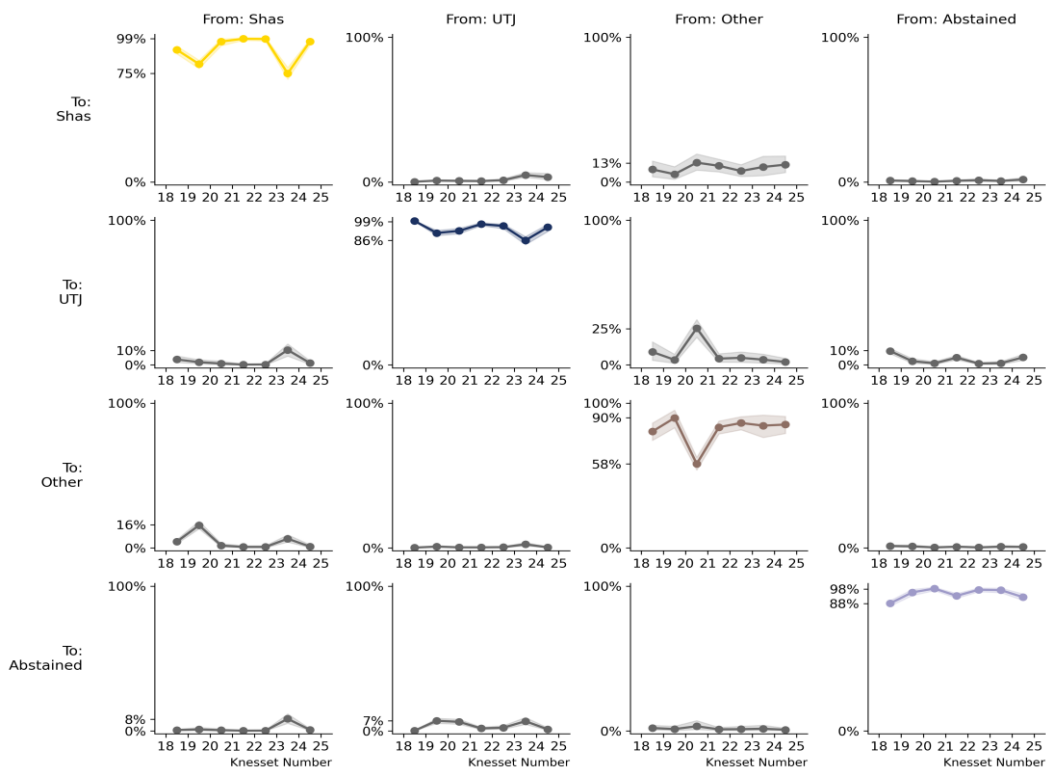 From: Shas
From: UTJ
From: Other
From: Abstained
To:
Shas
99%
75%
0%
18 19 20 21 22 23 24 25
100%
0%
18 19 20 21 22 23 24 25
100%
13%
0%
18 19 20 21 22 23 24 25
100%
0%
18 19 20 21 22 23 24 25
To:
UTJ
100%
10%
0%
18 19 20 21 22 23 24 25
99%
86%
0%
18 19 20 21 22 23 24 25
100%
25%
0%
18 19 20 21 22 23 24 25
100%
10%
0%
18 19 20 21 22 23 24 25
To:
Other
100%
16%
0%
18 19 20 21 22 23 24 25
100%
0%
18 19 20 21 22 23 24 25
100%
90%
58%
0%
18 19 20 21 22 23 24 25
100%
0%
18 19 20 21 22 23 24 25
To:
Abstained
100%
8%
0%
18 19 20 21 22 23 24 25
Knesset Number
100%
7%
0%
18 19 20 21 22 23 24 25
Knesset Number
100%
0%
18 19 20 21 22 23 24 25
Knesset Number
98%
88%
0%
18 19 20 21 22 23 24 25
Knesset Number